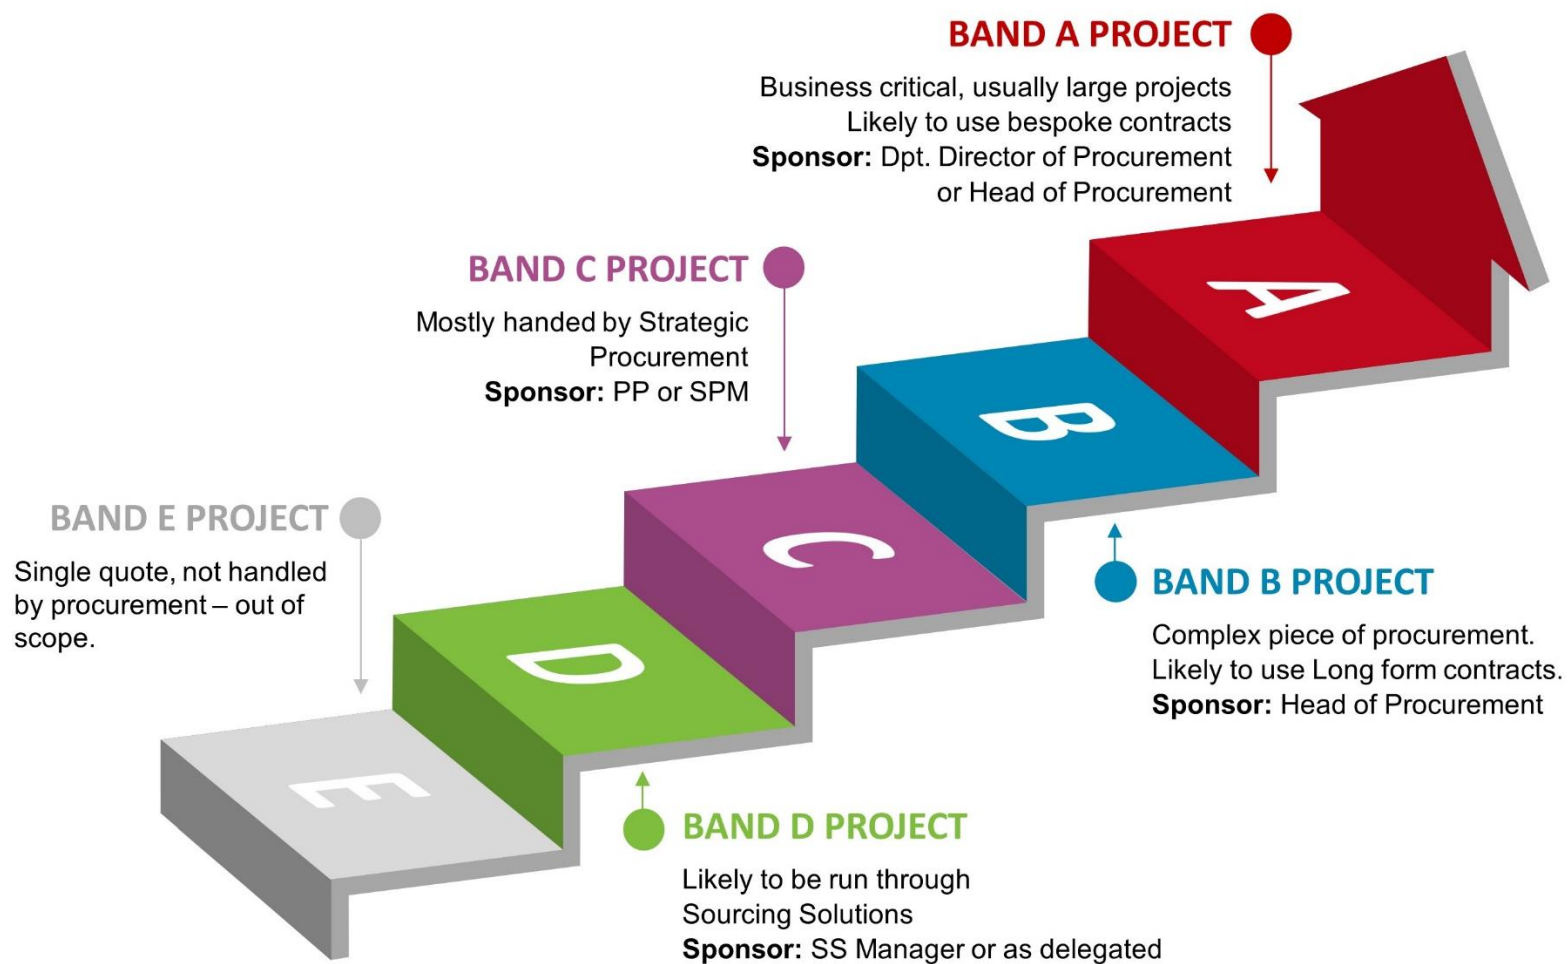 BAND A PROJECT
Business critical, usually large projects
Likely to use bespoke contracts
Sponsor: Dpt. Director of Procurement
or Head of Procurement
BAND C PROJECT
Mostly handed by Strategic
Procurement
Sponsor: PP or SPM
BAND E PROJECT
Single quote, not handled
by procurement – out of
scope.
A
B
C
D
E
BAND B PROJECT
Complex piece of procurement.
Likely to use Long form contracts.
Sponsor: Head of Procurement
BAND D PROJECT
Likely to be run through
Sourcing Solutions
Sponsor: SS Manager or as delegated